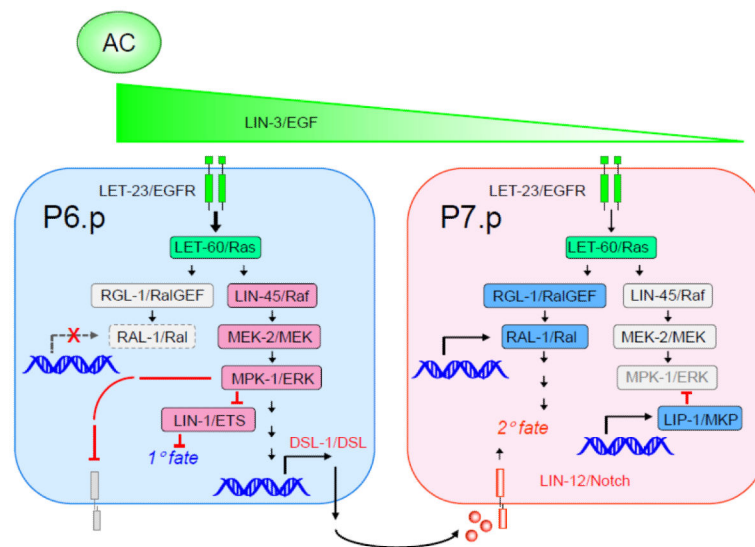 AC
LIN-3/EGF
LET-23/EGFR
LET-23/EGFR
P6.p
P7.p
LET-60/Ras
LET-60/Ras
RGL-1/RalGEF
LIN-45/Raf
RGL-1/RalGEF
LIN-45/Raf
X
RAL-1/Ral
MEK-2/MEK
RAL-1/Ral
MEK-2/MEK
MPK-1/ERK
MPK-1/ERK
LIN-1/ETS
2° fate
LIP-1/MKP
1° fate
DSL-1/DSL
LIN-12/Notch